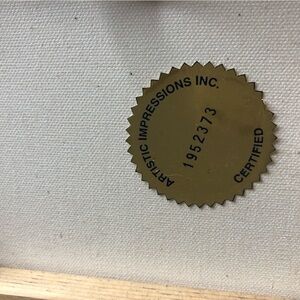 ARTISTIC IMPRESSIONS INC.
1952373
CERTIFIED